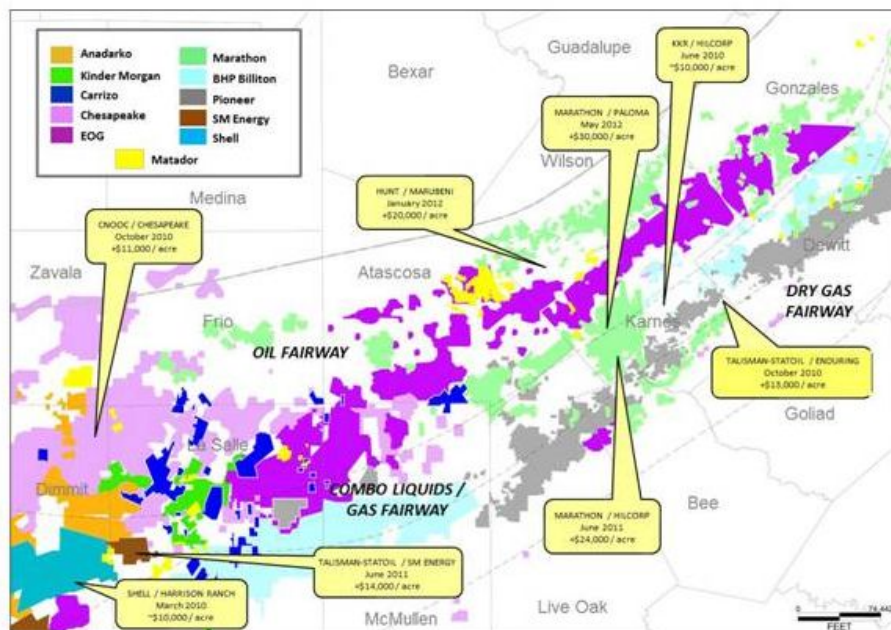 Anadarko
Kinder Morgan
Carrizo
Chesapeake
EOG
Marathon
BHP Billiton
Pioneer
SM Energy
Shell
Matador
Guadalupe
Bexar
KKR / HILCORP
June 2010
~$10,000 / acre
Gonzales
MARATHON / PALOMA
May 2012
+$30,000 / acre
Wilson
Medina
HUNT / MARUBENI
January 2012
+$20,000 / acre
CNOOC / CHESAPEAKE
October 2010
+$11,000 / acre
Zavala
Atascosa
Dewitt
DRY GAS
FAIRWAY
Frio
Karnes
OIL FAIRWAY
TALISMAN-STATOIL / ENDURING
October 2010
+$13,000 / acre
Goliad
La Salle
Dimmit
COMBO LIQUIDS /
GAS FAIRWAY
Bee
MARATHON / HILCORP
June 2011
+$24,000 / acre
TALISMAN-STATOIL / SM ENERGY
June 2011
+$14,000 / acre
SHELL / HARRISON RANCH
March 2010
~$10,000 / acre
McMullen
Live Oak
0 74,442
FEET